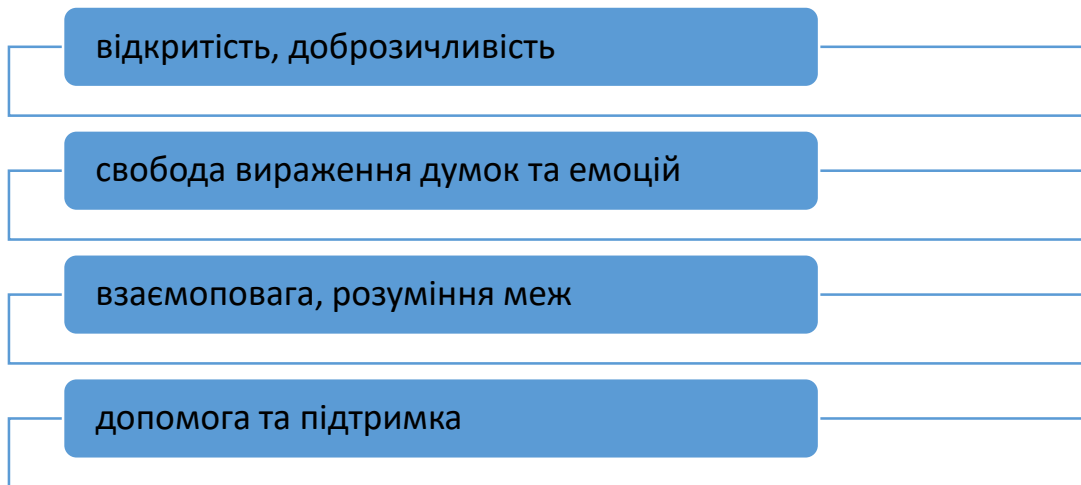 відкритість, доброзичливість
свобода вираження думок та емоцій
взаємоповага, розуміння меж
допомога та підтримка